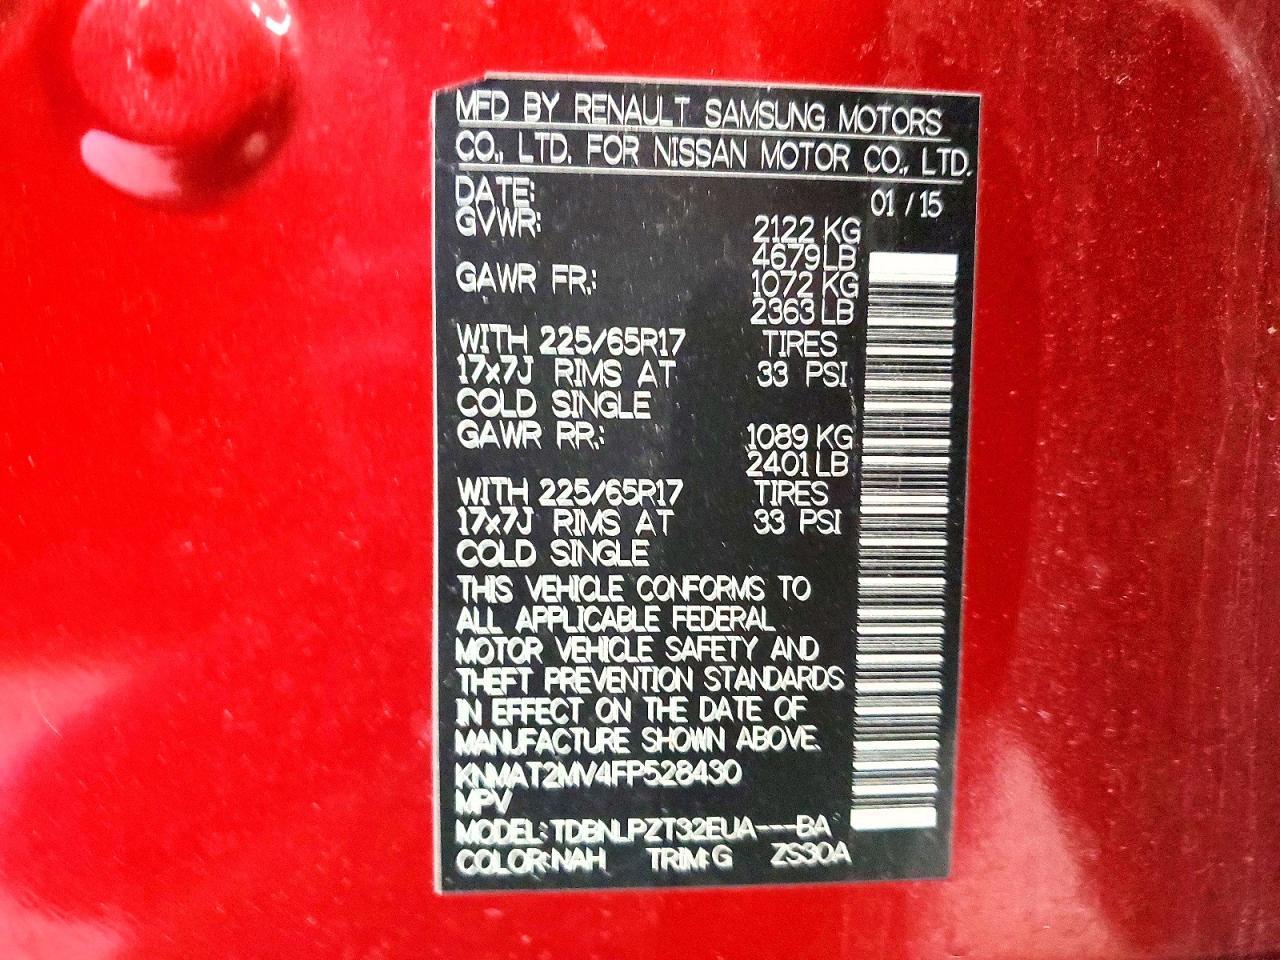 MFD BY RENAULT SAMSUNG MOTORS
CO., LTD. FOR NISSAN MOTOR CO., LTD.
DATE: 01 / 15
GVWR: 2122 KG
4679 LB
GAWR FR.: 1072 KG
2363 LB
WITH 225/65R17 TIRES
17x7J RIMS AT 33 PSI
COLD SINGLE
GAWR RR.: 1089 KG
2401 LB
WITH 225/65R17 TIRES
17x7J RIMS AT 33 PSI
COLD SINGLE
THIS VEHICLE CONFORMS TO
ALL APPLICABLE FEDERAL
MOTOR VEHICLE SAFETY AND
THEFT PREVENTION STANDARDS
IN EFFECT ON THE DATE OF
MANUFACTURE SHOWN ABOVE.
KNMAT2MV4FP528430
MPV
MODEL: TDBNLPZT32EUA---BA
COLOR: NAH TRIM: G ZS30A